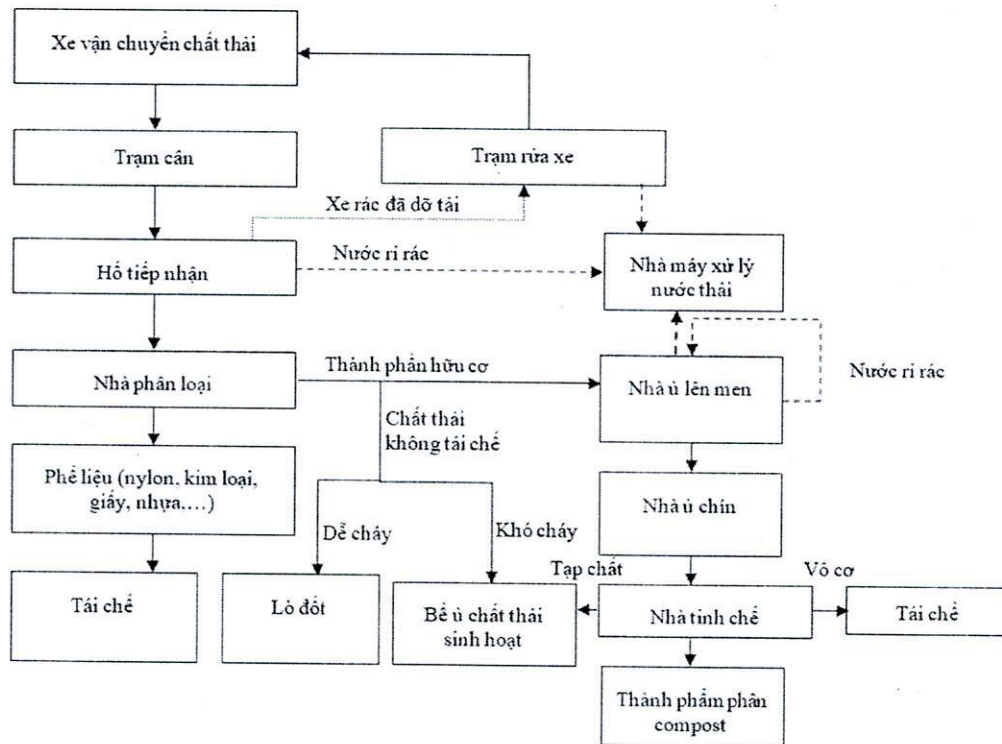 Xe vận chuyển chất thải
Trạm cân
Trạm rửa xe
Xe rác đã dỡ tải
Hố tiếp nhận
Nước rỉ rác
Nhà máy xử lý
nước thải
Nhà phân loại
Thành phần hữu cơ
Nhà ủ lên men
Nước rỉ rác
Chất thải
không tái chế
Phế liệu (nylon, kim loại,
giấy, nhựa,…)
Nhà ủ chín
Dễ cháy
Khó cháy
Tạp chất
Vô cơ
Tái chế
Lò đốt
Bể ủ chất thải
sinh hoạt
Nhà tinh chế
Tái chế
Thành phẩm phân
compost